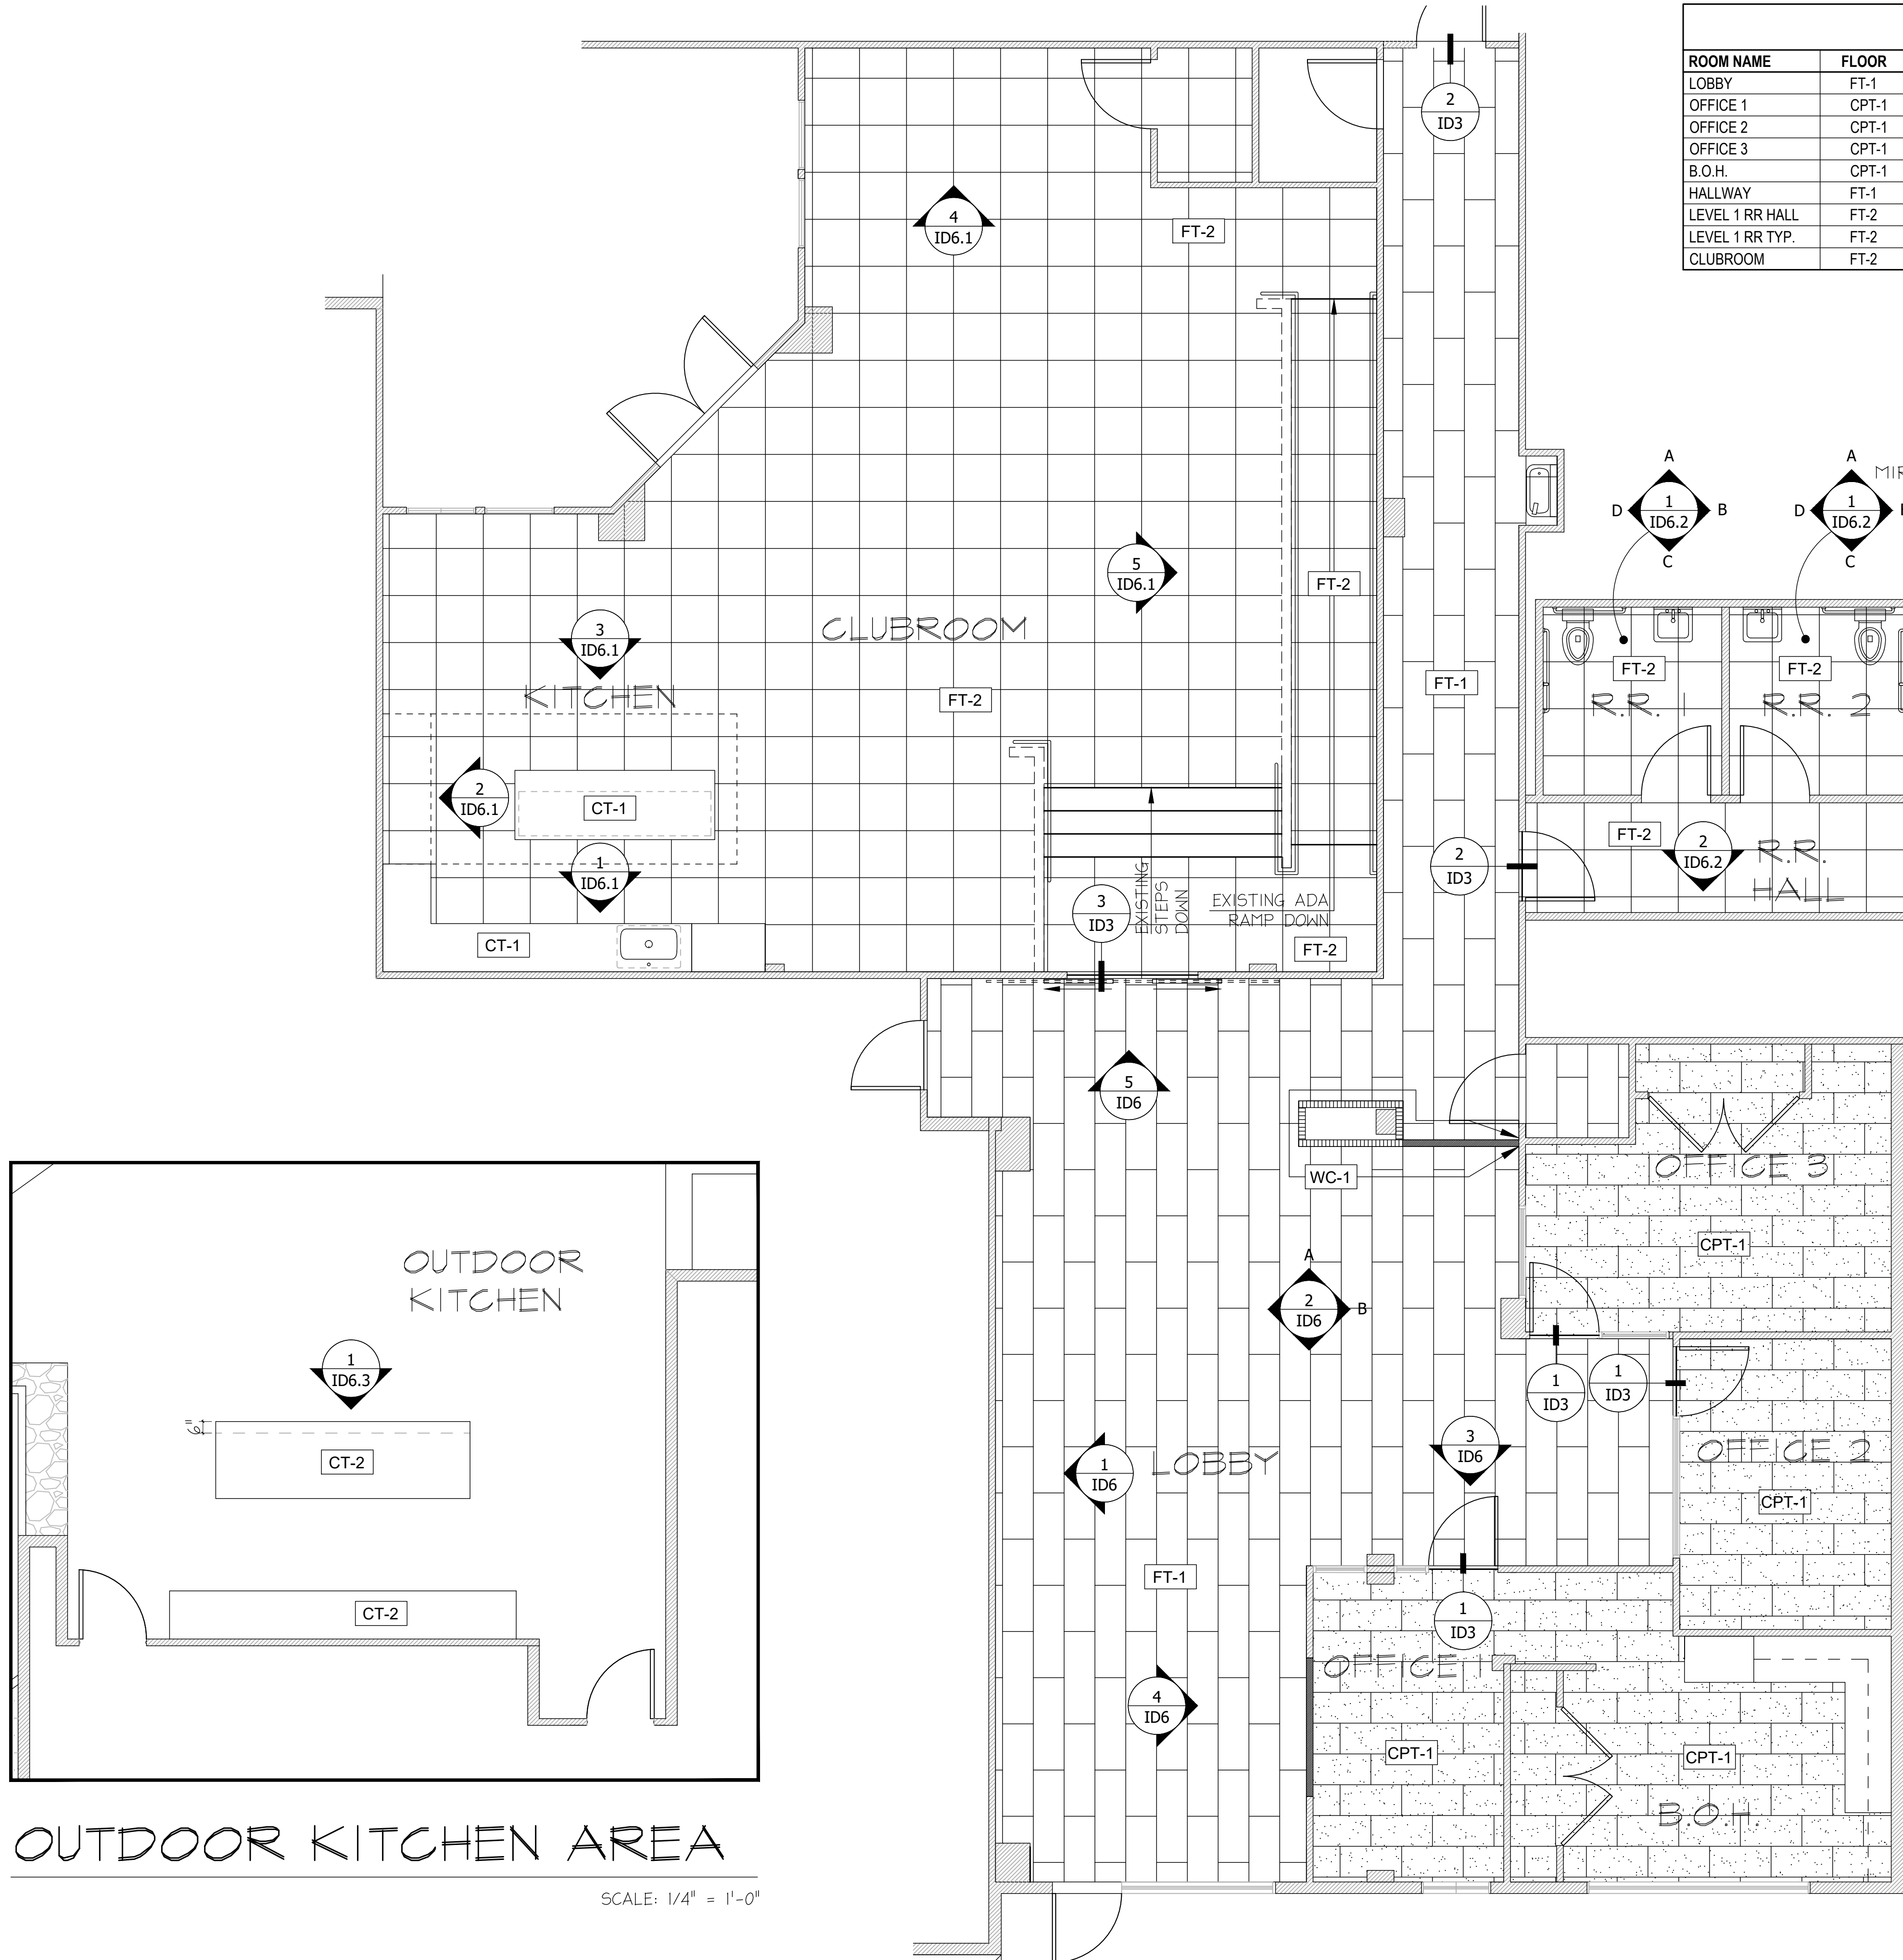 ROOM NAME FLOOR
LOBBY FT-1
OFFICE 1 CPT-1
OFFICE 2 CPT-1
OFFICE 3 CPT-1
B.O.H. CPT-1
HALLWAY FT-1
LEVEL 1 RR HALL FT-2
LEVEL 1 RR TYP. FT-2
CLUBROOM FT-2
2
ID3
4
ID6.1
FT-2
A
D 1 B
ID6.2
C
A
MIR
D 1
ID6.2
C
5
ID6.1
FT-2
CLUBROOM
3
ID6.1
KITCHEN
FT-2
FT-1
FT-2
R.R. 1
FT-2
R.R. 2
2
ID6.1
CT-1
1
ID6.1
FT-2
2
ID6.2
R.R.
HALL
2
ID3
3
ID3
EXISTING
STEPS
DOWN
EXISTING ADA
RAMP DOWN
FT-2
CT-1
5
ID6
WC-1
OFFICE 3
CPT-1
A
2
ID6
B
1
ID3
1
ID3
3
ID6
1
ID6
LOBBY
OFFICE 2
CPT-1
FT-1
1
ID3
OFFICE 1
4
ID6
CPT-1
CPT-1
B.O.H.
OUTDOOR
KITCHEN
1
ID6.3
6"
CT-2
CT-2
OUTDOOR KITCHEN AREA
SCALE: 1/4" = 1'-0"